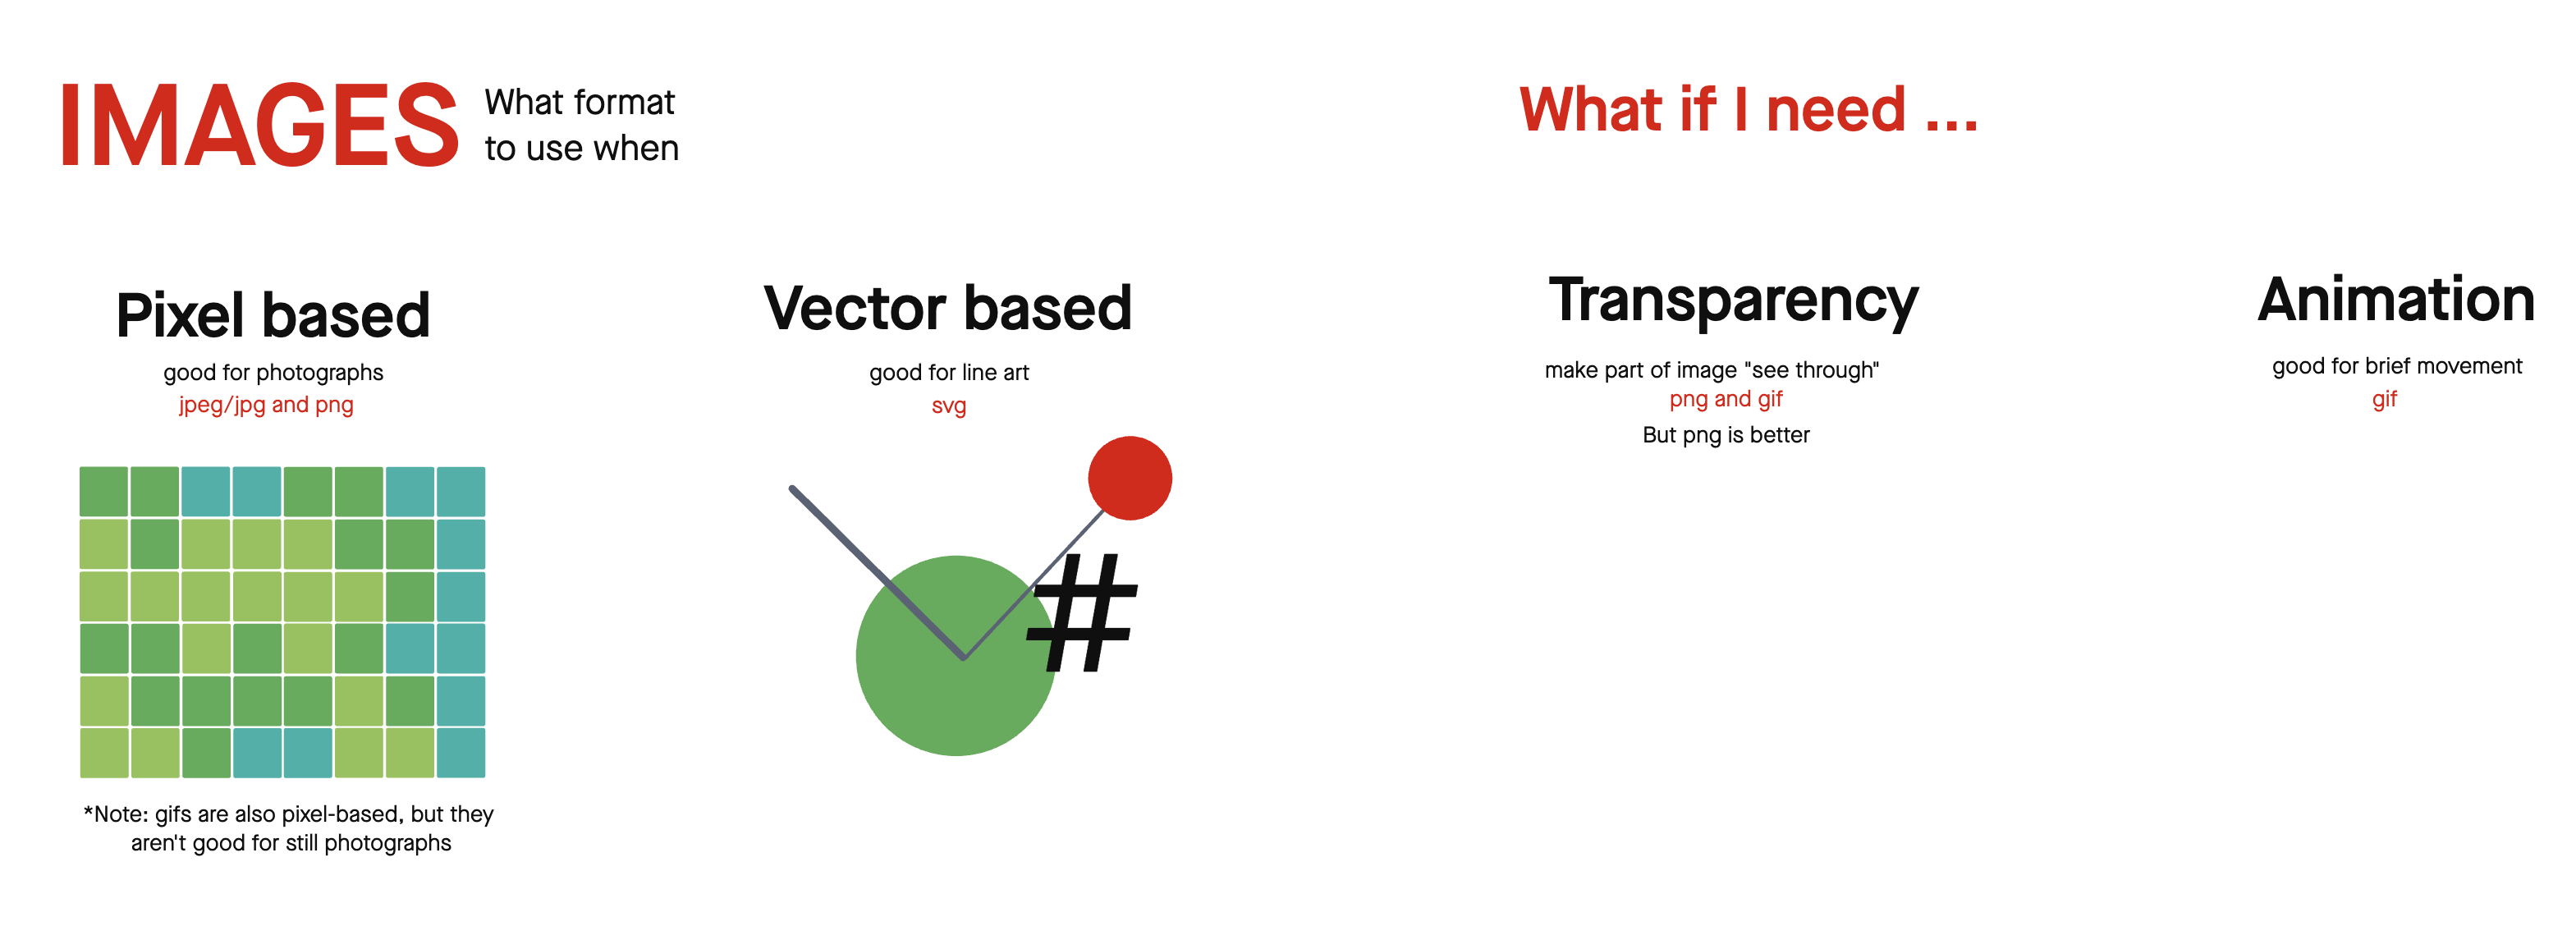 IMAGES
What format
to use when
Pixel based
good for photographs
jpeg/jpg and png
*Note: gifs are also pixel-based, but they
aren't good for still photographs
Vector based
good for line art
svg
#
What if I need ...
Transparency
make part of image "see through"
png and gif
But png is better
Animation
good for brief movement
gif